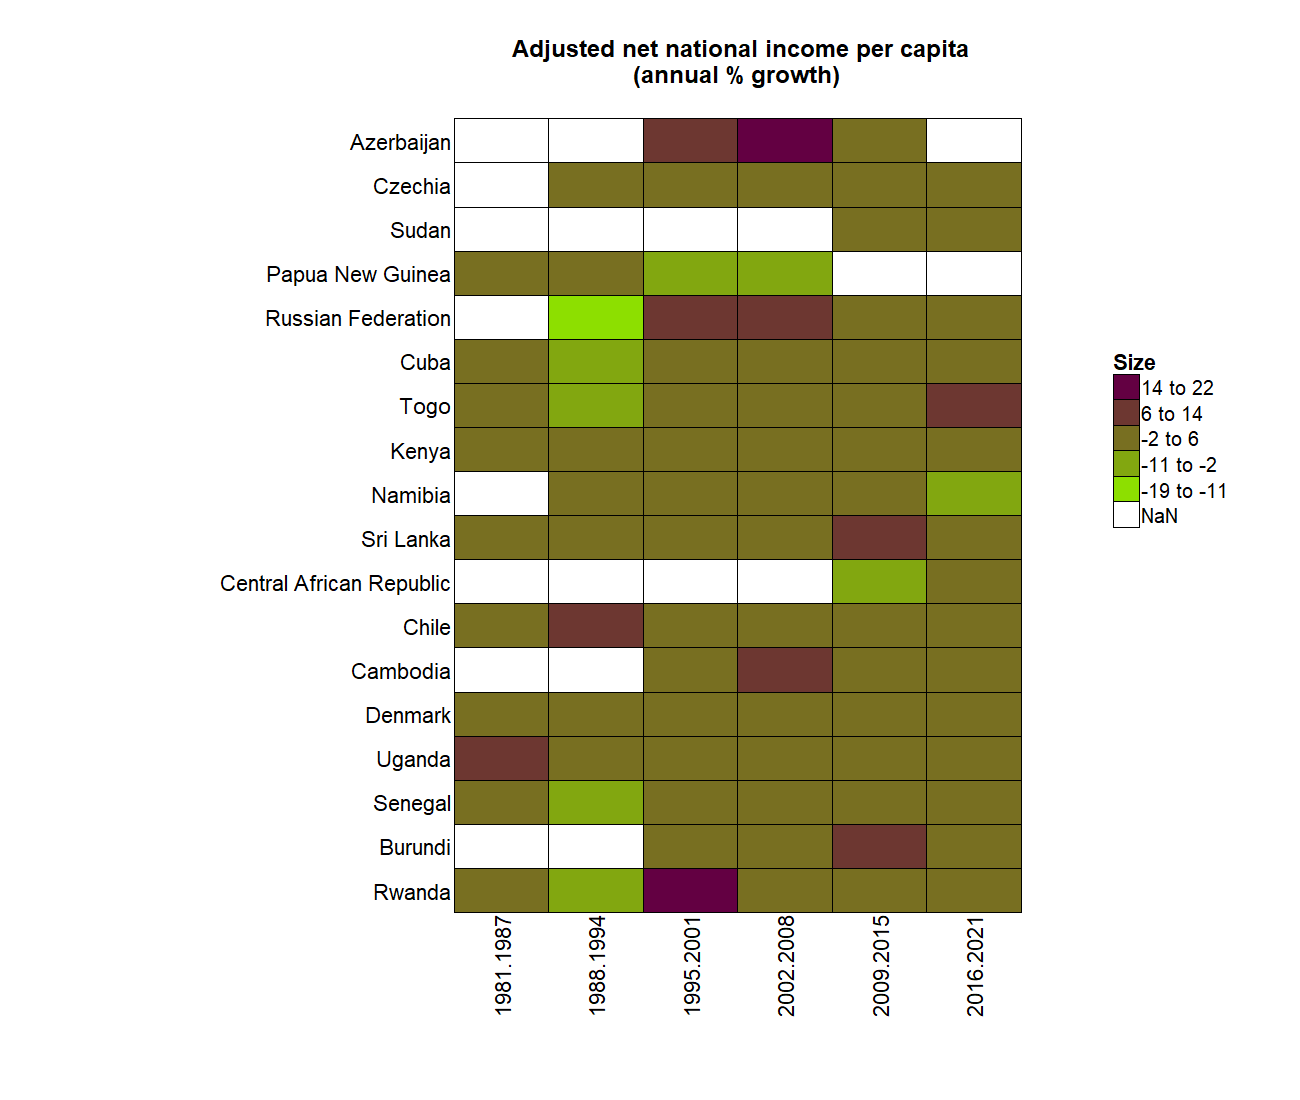 Adjusted net national income per capita
(annual % growth)
Azerbaijan
Czechia
Sudan
Papua New Guinea
Russian Federation
Cuba
Togo
Kenya
Namibia
Sri Lanka
Central African Republic
Chile
Cambodia
Denmark
Uganda
Senegal
Burundi
Rwanda
1981.1987
1988.1994
1995.2001
2002.2008
2009.2015
2016.2021
Size
14 to 22
6 to 14
-2 to 6
-11 to -2
-19 to -11
NaN